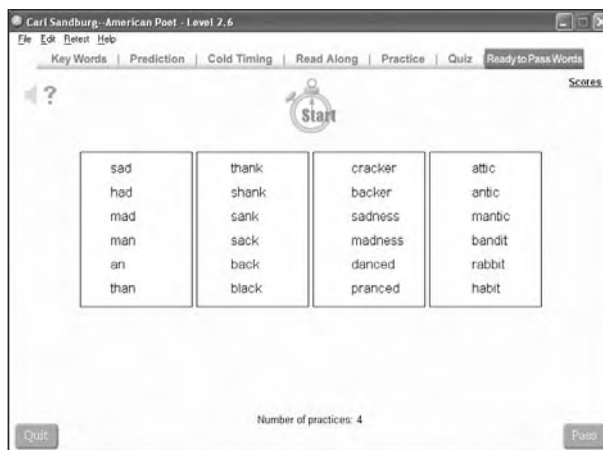 Carl Sandburg--American Poet - Level 2.6
File Edit Retest Help
Key Words | Prediction | Cold Timing | Read Along | Practice | Quiz Ready to Pass Words
Scores
?
Start
sad thank cracker attic
had shank backer antic
mad sank sadness mantic
man sack madness bandit
an back danced rabbit
than black pranced habit
Number of practices: 4
Quit Pass